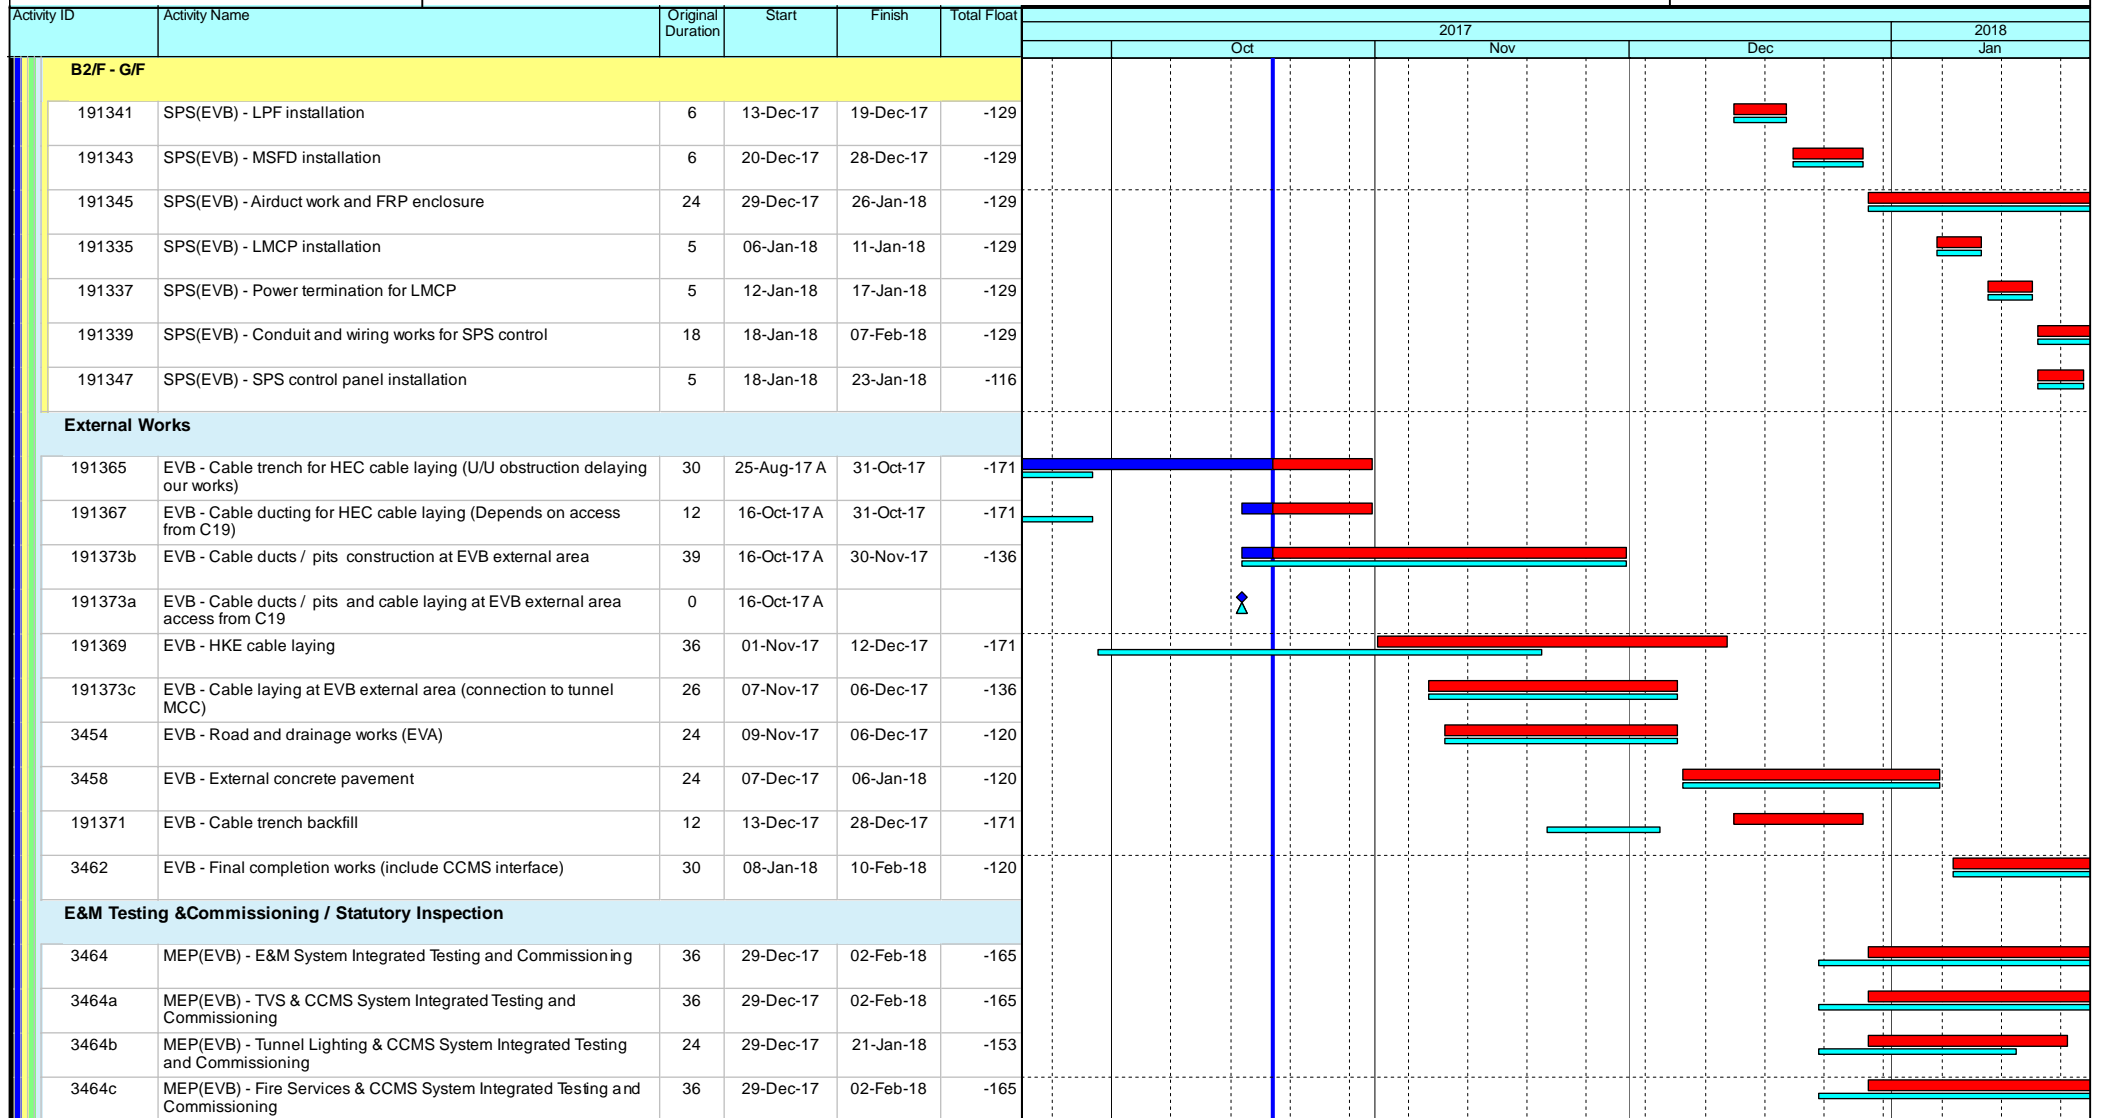 Activity ID Activity Name Original Duration Start Finish Total Float
2017 2018
Oct Nov Dec Jan
B2/F - G/F
191341 SPS(EVB) - LPF installation 6 13-Dec-17 19-Dec-17 -129
191343 SPS(EVB) - MSFD installation 6 20-Dec-17 28-Dec-17 -129
191345 SPS(EVB) - Airduct work and FRP enclosure 24 29-Dec-17 26-Jan-18 -129
191335 SPS(EVB) - LMCP installation 5 06-Jan-18 11-Jan-18 -129
191337 SPS(EVB) - Power termination for LMCP 5 12-Jan-18 17-Jan-18 -129
191339 SPS(EVB) - Conduit and wiring works for SPS control 18 18-Jan-18 07-Feb-18 -129
191347 SPS(EVB) - SPS control panel installation 5 18-Jan-18 23-Jan-18 -116
External Works
191365 EVB - Cable trench for HEC cable laying (U/U obstruction delaying 30 25-Aug-17 A 31-Oct-17 -171
our works)
191367 EVB - Cable ducting for HEC cable laying (Depends on access 12 16-Oct-17 A 31-Oct-17 -171
from C19)
191373b EVB - Cable ducts / pits construction at EVB external area 39 16-Oct-17 A 30-Nov-17 -136
191373a EVB - Cable ducts / pits and cable laying at EVB external area 0 16-Oct-17 A
access from C19
191369 EVB - HKE cable laying 36 01-Nov-17 12-Dec-17 -171
191373c EVB - Cable laying at EVB external area (connection to tunnel 26 07-Nov-17 06-Dec-17 -136
MCC)
3454 EVB - Road and drainage works (EVA) 24 09-Nov-17 06-Dec-17 -120
3458 EVB - External concrete pavement 24 07-Dec-17 06-Jan-18 -120
191371 EVB - Cable trench backfill 12 13-Dec-17 28-Dec-17 -171
3462 EVB - Final completion works (include CCMS interface) 30 08-Jan-18 10-Feb-18 -120
E&M Testing &Commissioning / Statutory Inspection
3464 MEP(EVB) - E&M System Integrated Testing and Commissioning 36 29-Dec-17 02-Feb-18 -165
3464a MEP(EVB) - TVS & CCMS System Integrated Testing and 36 29-Dec-17 02-Feb-18 -165
Commissioning
3464b MEP(EVB) - Tunnel Lighting & CCMS System Integrated Testing 24 29-Dec-17 21-Jan-18 -153
and Commissioning
3464c MEP(EVB) - Fire Services & CCMS System Integrated Testing and 36 29-Dec-17 02-Feb-18 -165
Commissioning